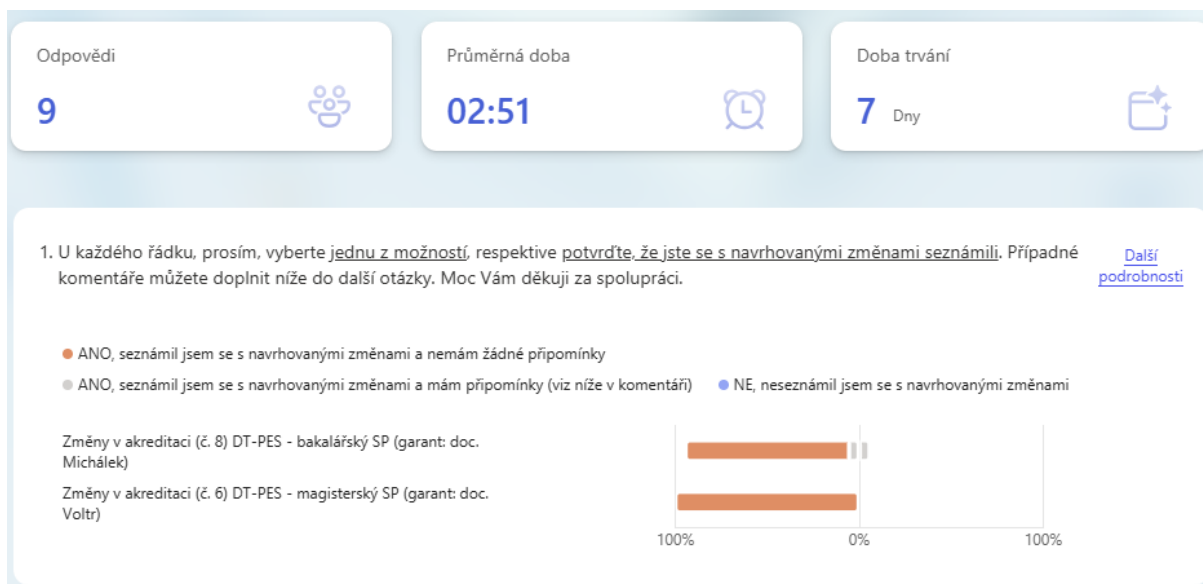 Odpovědi
9
Průměrná doba
02:51
Doba trvání
7 Dny
1. U každého řádku, prosím, vyberte jednu z možností, respektive potvrďte, že jste se s navrhovanými změnami seznámili. Případné
komentáře můžete doplnit níže do další otázky. Moc Vám děkuji za spolupráci.
Další
podrobnosti
ANO, seznámil jsem se s navrhovanými změnami a nemám žádné připomínky
ANO, seznámil jsem se s navrhovanými změnami a mám připomínky (viz níže v komentáři)
NE, neseznámil jsem se s navrhovanými změnami
Změny v akreditaci (č. 8) DT-PES - bakalářský SP (garant: doc.
Michálek)
Změny v akreditaci (č. 6) DT-PES - magisterský SP (garant: doc.
Voltr)
100%
0%
100%